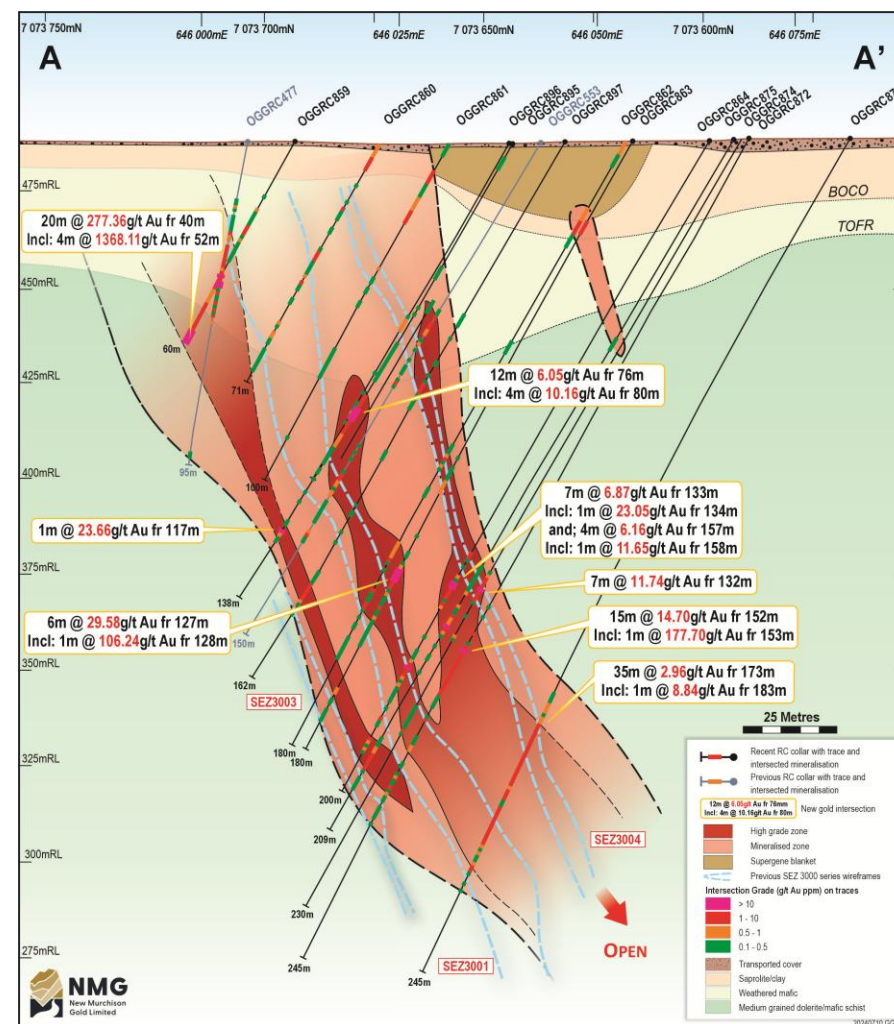 7 073 750mN
646 000mE
7 073 700mN
646 025mE
7 073 650mN
646 050mE
7 073 600mN
646 075mE
A
A'
OGGRC477
OGGRC859
OGGRC860
OGGRC861
OGGRC896
OGGRC895
OGGRC553
OGGRC897
OGGRC862
OGGRC863
OGGRC864
OGGRC875
OGGRC874
OGGRC872
475mRL
BOCO
20m @ 277.36g/t Au fr 40m
Incl: 4m @ 1368.11g/t Au fr 52m
TOFR
450mRL
60m
425mRL
71m
12m @ 6.05g/t Au fr 76m
Incl: 4m @ 10.16g/t Au fr 80m
95m
400mRL
100m
7m @ 6.87g/t Au fr 133m
Incl: 1m @ 23.05g/t Au fr 134m
and; 4m @ 6.16g/t Au fr 157m
Incl: 1m @ 11.65g/t Au fr 158m
1m @ 23.66g/t Au fr 117m
375mRL
7m @ 11.74g/t Au fr 132m
138m
6m @ 29.58g/t Au fr 127m
Incl: 1m @ 106.24g/t Au fr 128m
150m
15m @ 14.70g/t Au fr 152m
Incl: 1m @ 177.70g/t Au fr 153m
350mRL
162m
35m @ 2.96g/t Au fr 173m
Incl: 1m @ 8.84g/t Au fr 183m
SEZ3003
25 Metres
180m
180m
325mRL
200m
209m
Recent RC collar with trace and
intersected mineralisation
Previous RC collar with trace and
intersected mineralisation
12m @ 6.05g/t Au fr 76mm
Incl: 4m @ 10.16g/t Au fr 80m
New gold intersection
High grade zone
Mineralised zone
Supergene blanket
Previous SEZ 3000 series wireframes
Intersection Grade (g/t Au ppm) on traces
> 10
1 - 10
0.5 - 1
0.1 - 0.5
Transported cover
Saprolite/clay
Weathered mafic
Medium grained dolerite/mafic schist
SEZ3004
300mRL
230m
OPEN
275mRL
245m
SEZ3001
245m
NMG
New Murchison
Gold Limited